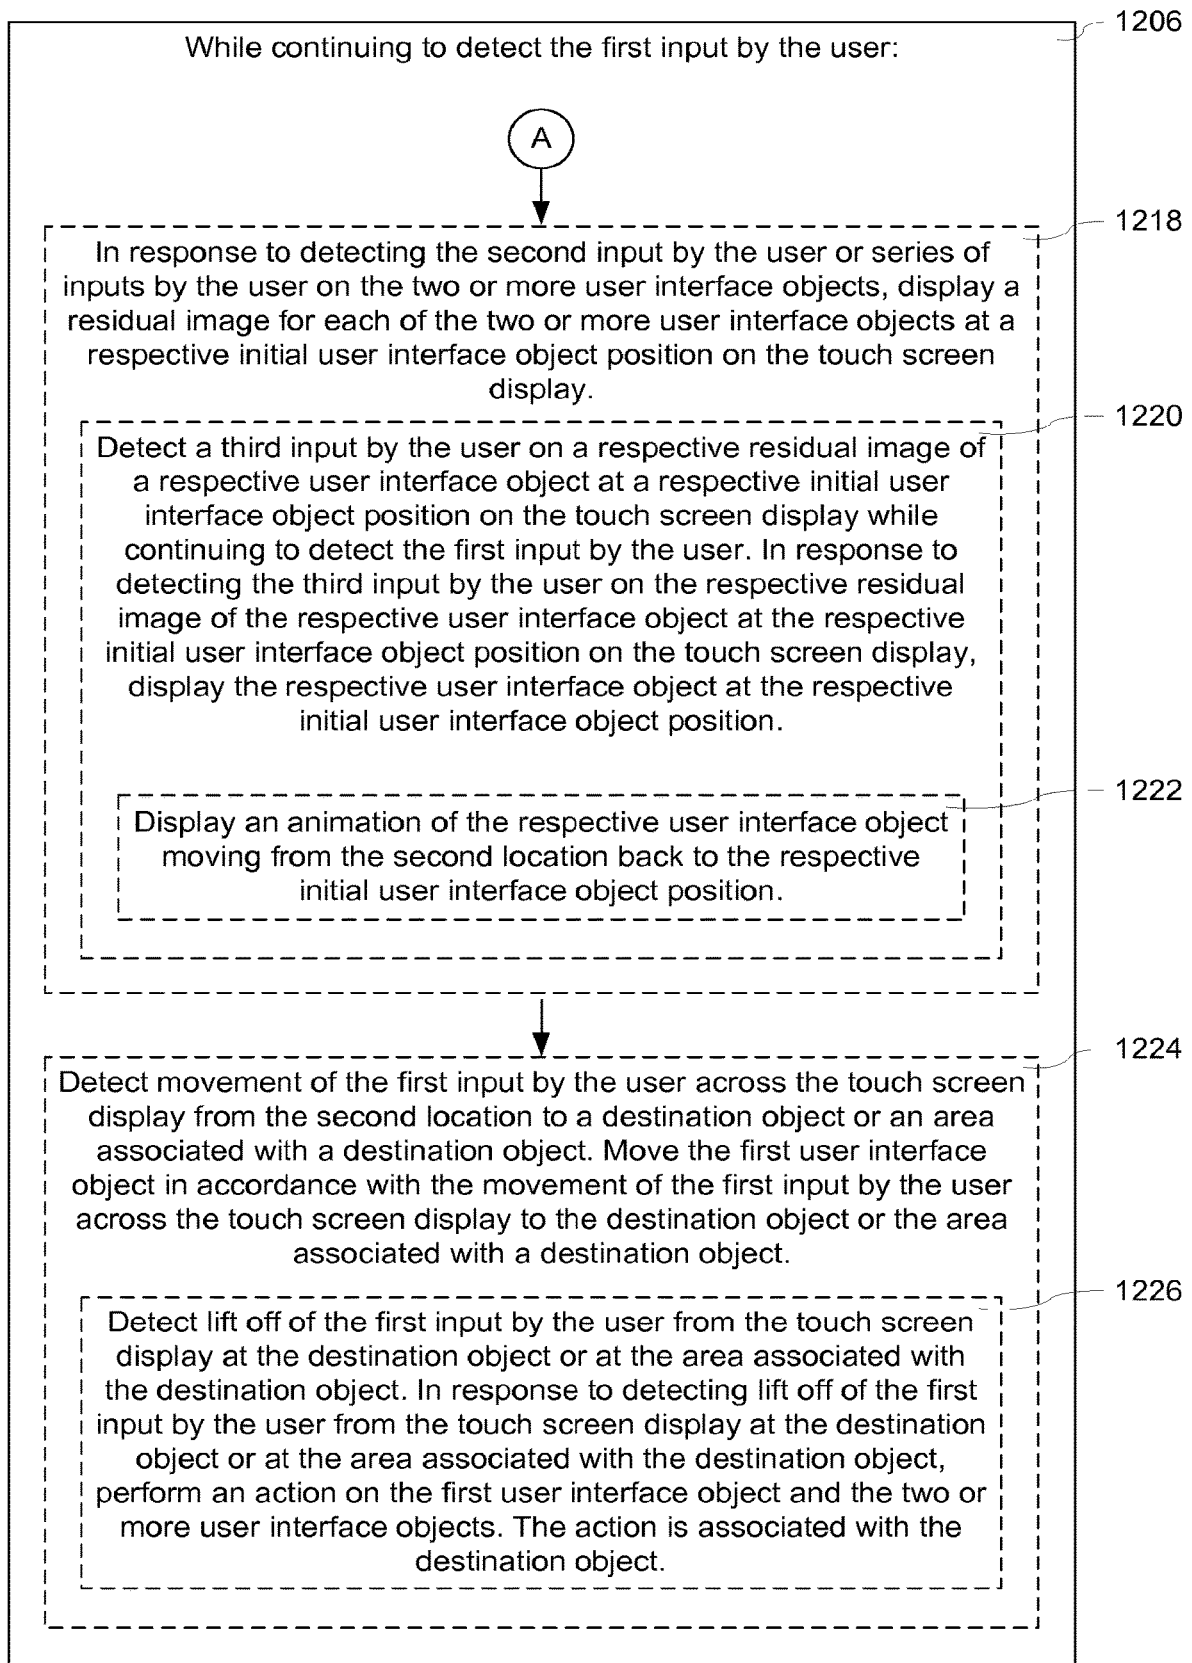 1206
While continuing to detect the first input by the user:
A
1218
In response to detecting the second input by the user or series of
inputs by the user on the two or more user interface objects, display a
residual image for each of the two or more user interface objects at a
respective initial user interface object position on the touch screen
display.
1220
Detect a third input by the user on a respective residual image of
a respective user interface object at a respective initial user
interface object position on the touch screen display while
continuing to detect the first input by the user. In response to
detecting the third input by the user on the respective residual
image of the respective user interface object at the respective
initial user interface object position on the touch screen display,
display the respective user interface object at the respective
initial user interface object position.
1222
Display an animation of the respective user interface object
moving from the second location back to the respective
initial user interface object position.
1224
Detect movement of the first input by the user across the touch screen
display from the second location to a destination object or an area
associated with a destination object. Move the first user interface
object in accordance with the movement of the first input by the user
across the touch screen display to the destination object or the area
associated with a destination object.
1226
Detect lift off of the first input by the user from the touch screen
display at the destination object or at the area associated with
the destination object. In response to detecting lift off of the first
input by the user from the touch screen display at the destination
object or at the area associated with the destination object,
perform an action on the first user interface object and the two or
more user interface objects. The action is associated with the
destination object.